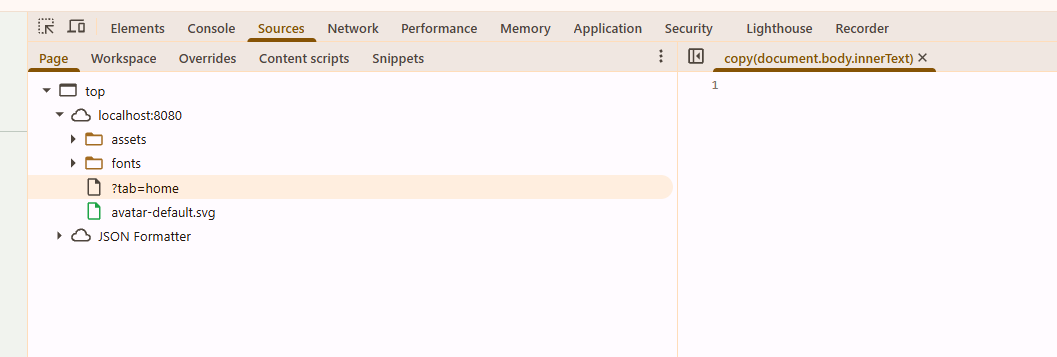 Elements Console Sources Network Performance Memory Application Security Lighthouse Recorder
Page Workspace Overrides Content scripts Snippets copy(document.body.innerText) ×
top
1
localhost:8080
assets
fonts
?tab=home
avatar-default.svg
JSON Formatter